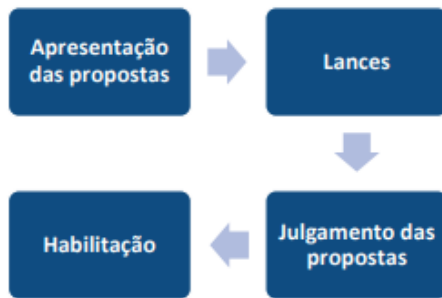 Apresentação
das propostas
Lances
Julgamento das
propostas
Habilitação